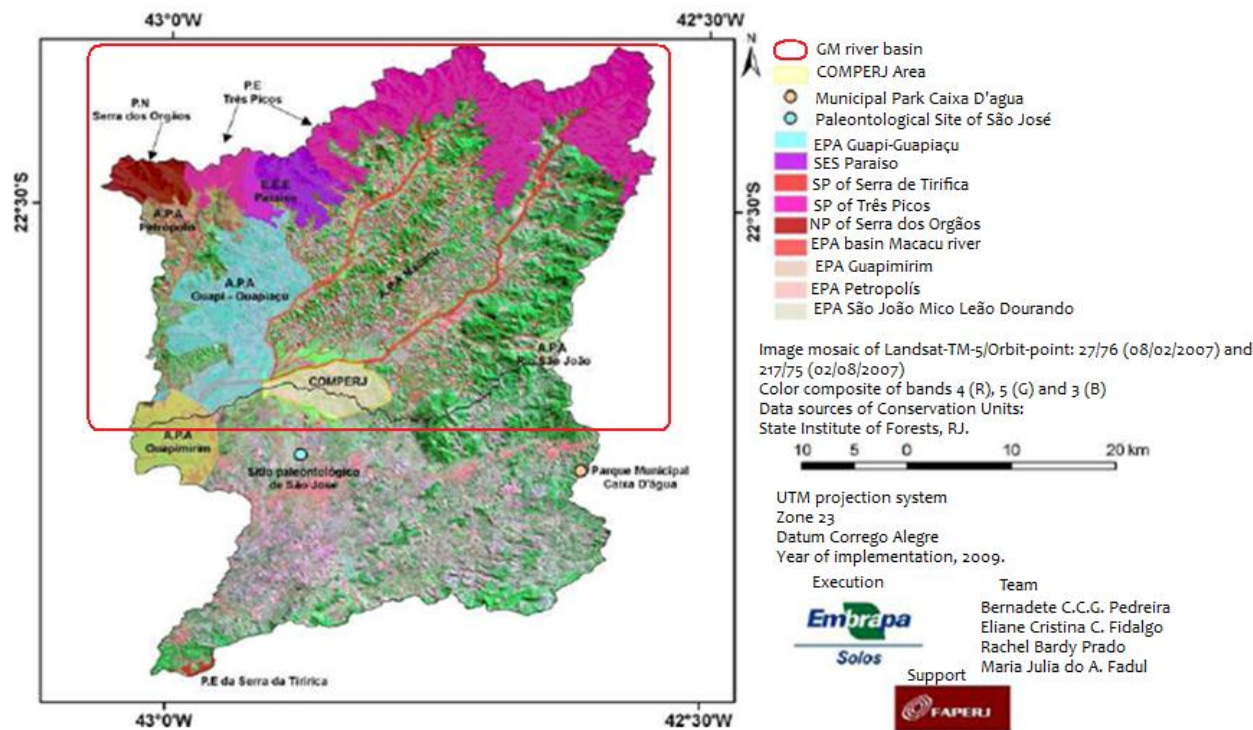 43°0'W
42°30'W
N
P.E
Três Picos
P.N
Serra dos Orgãos
22°30'S
22°30'S
E.E.E
Paraiso
A.P.A
Petrópolis
A.P.A
Guapi - Guapiaçu
A.P.A Macacu
A.P.A
Rio São João
COMPERJ
A.P.A
Guapimiran
Sitio paleontológico
de São José
Parque Municipal
Caixa D'água
P.E da Serra da Tiririca
43°0'W
42°30'W
GM river basin
COMPERJ Area
Municipal Park Caixa D'agua
Paleontological Site of São José
EPA Guapi-Guapiaçu
SES Paraiso
SP of Serra de Tirifica
SP of Três Picos
NP of Serra dos Orgãos
EPA basin Macacu river
EPA Guapimirim
EPA Petropolís
EPA São João Mico Leão Dourando
Image mosaic of Landsat-TM-5/Orbit-point: 27/76 (08/02/2007) and
217/75 (02/08/2007)
Color composite of bands 4 (R), 5 (G) and 3 (B)
Data sources of Conservation Units:
State Institute of Forests, RJ.
10 5 0 10 20 km
UTM projection system
Zone 23
Datum Corrego Alegre
Year of implementation, 2009.
Execution
Embrapa
Solos
Team
Bernadete C.C.G. Pedreira
Eliane Cristina C. Fidalgo
Rachel Bardy Prado
Maria Julia do A. Fadul
Support
FAPERJ